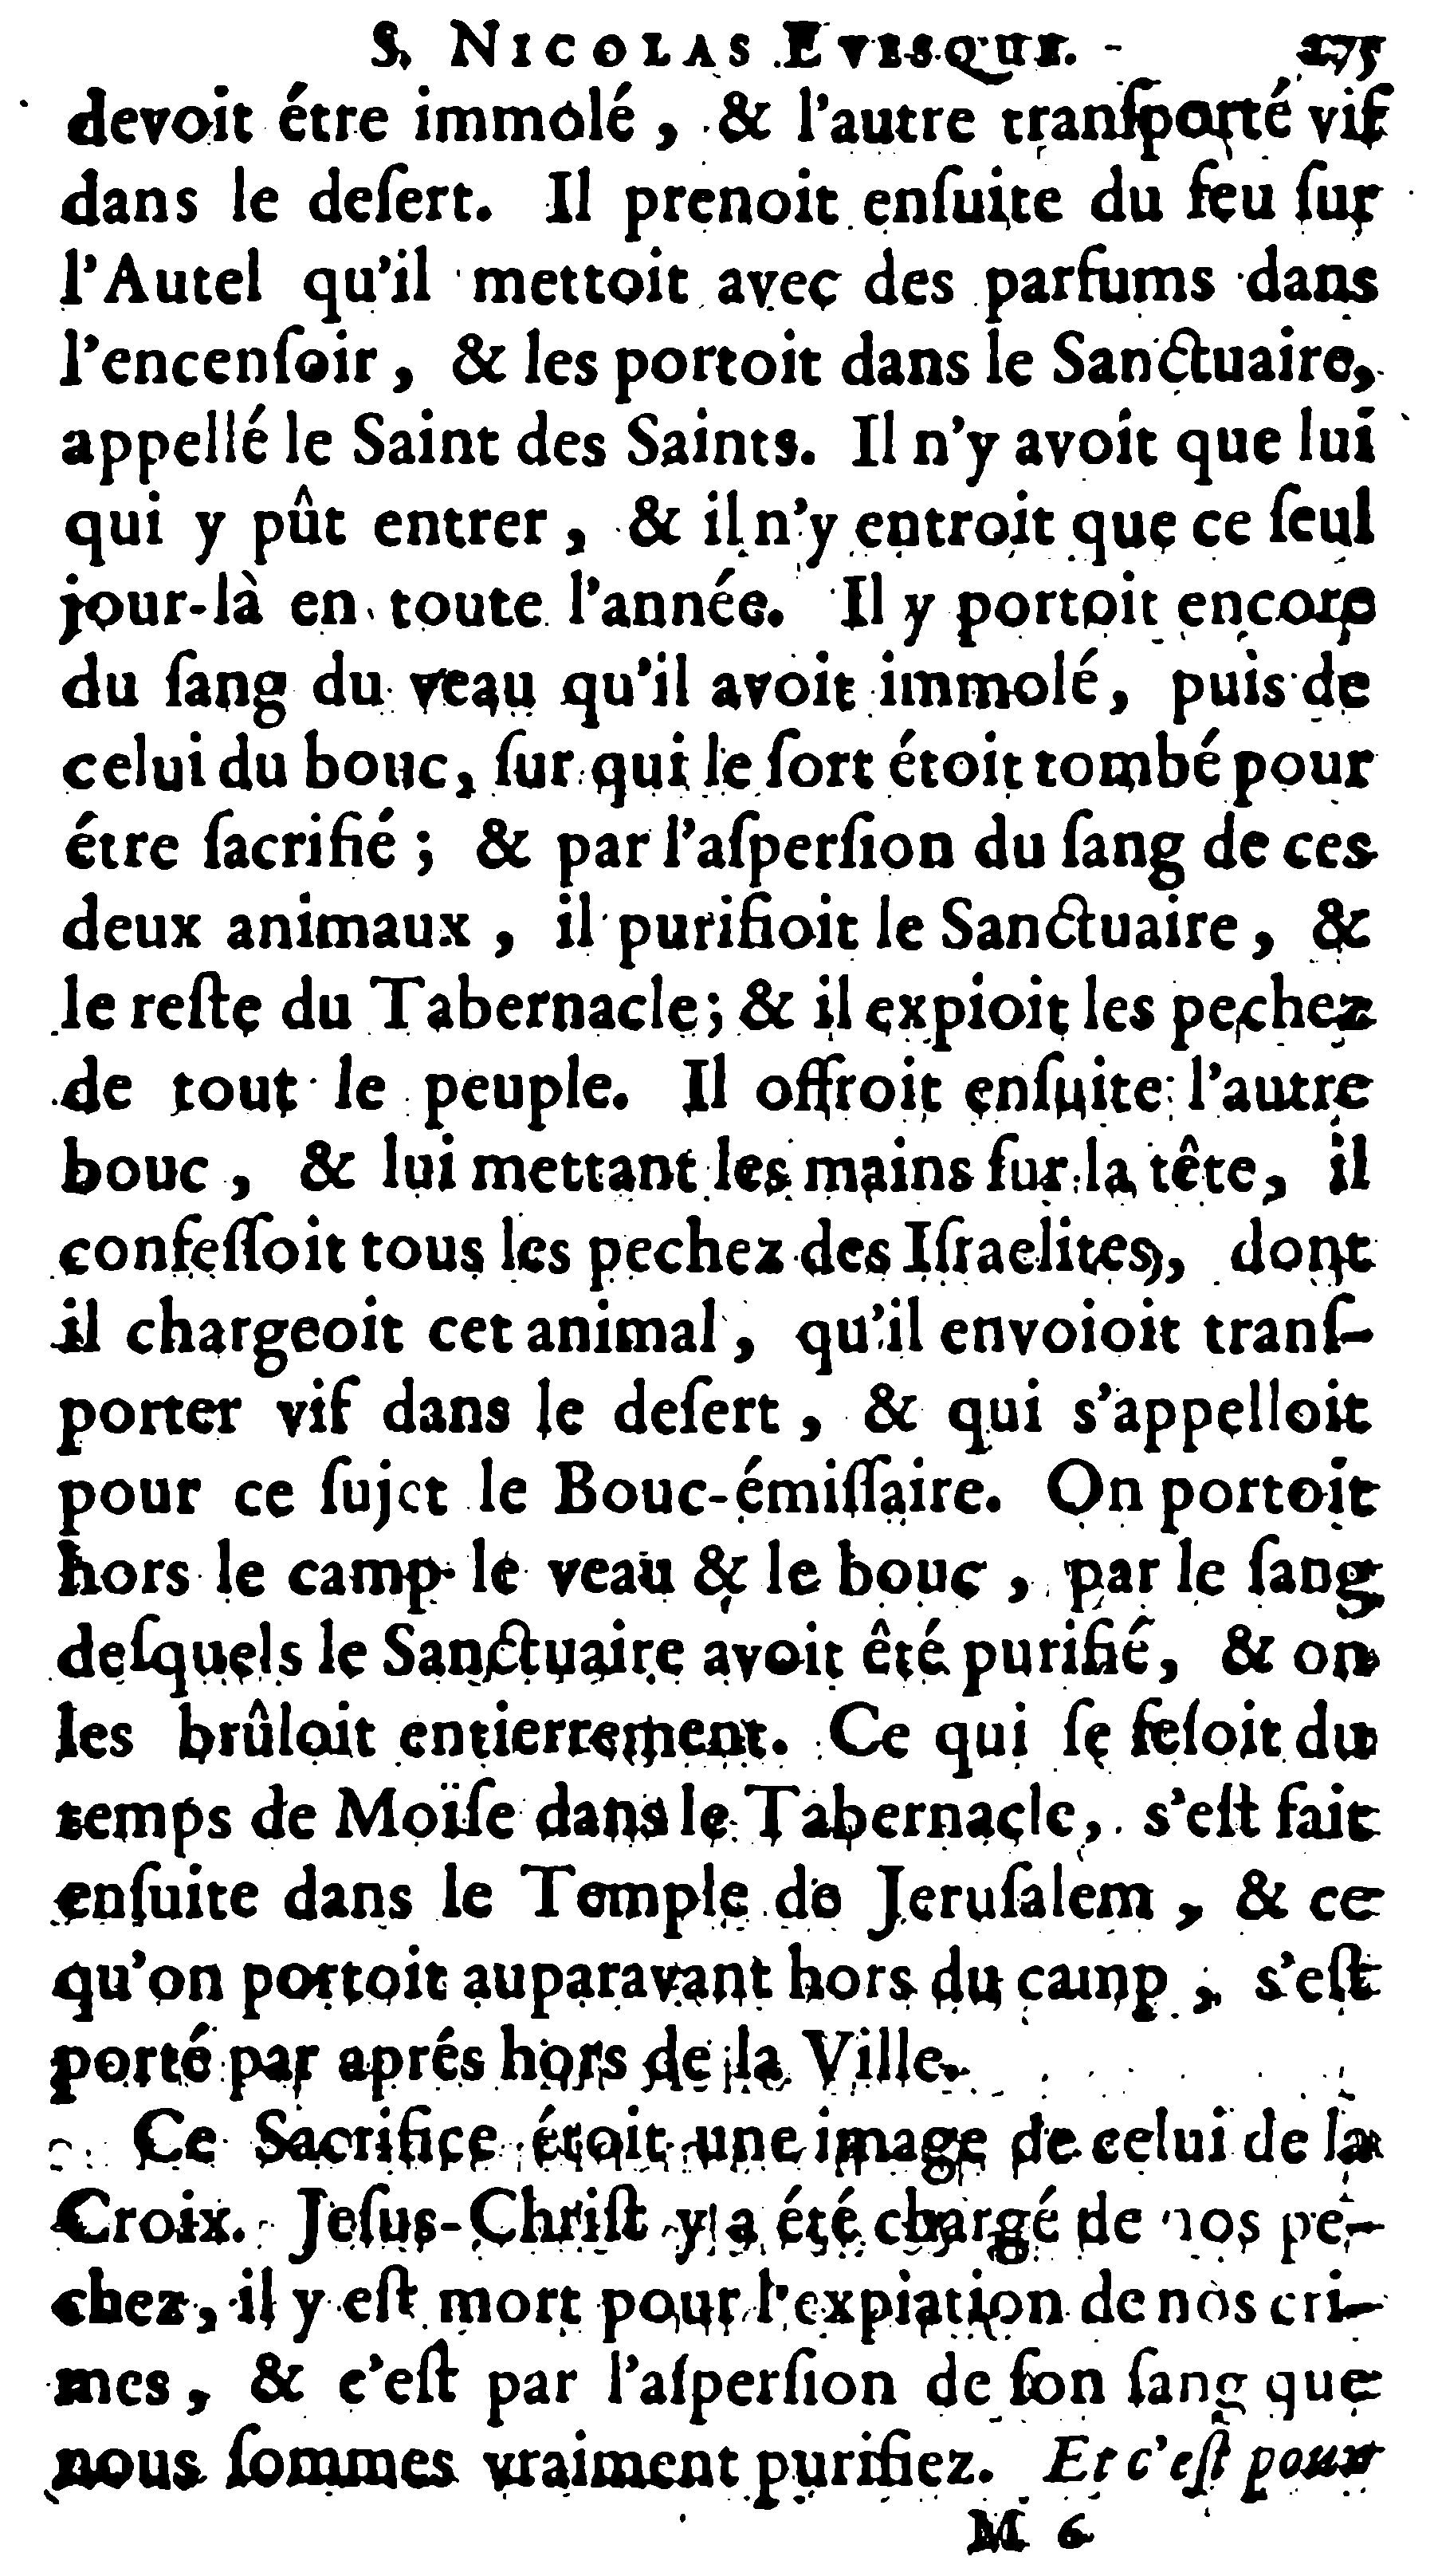 S. NICOLAS EVESQUE. 275
devoit étre immolé, & l'autre tranſporté vif
dans le deſert. Il prenoit enſuite du feu ſur
l'Autel qu'il mettoit avec des parfums dans
l'encenſoir, & les portoit dans le Sanctuaire,
appellé le Saint des Saints. Il n'y avoit que lui
qui y pût entrer, & il n'y entroit que ce ſeul
jour-là en toute l'année. Il y portoit encore
du ſang du veau qu'il avoit immolé, puis de
celui du bouc, ſur qui le ſort étoit tombé pour
étre ſacrifié; & par l'aſperſion du ſang de ces
deux animaux, il purifioit le Sanctuaire, &
le reſte du Tabernacle; & il expioit les pechez
de tout le peuple. Il offroit enſuite l'autre
bouc, & lui mettant les mains ſur la tête, il
confeſſoit tous les pechez des Iſraelites, dont
il chargeoit cet animal, qu'il envoioit tranſ-
porter vif dans le deſert, & qui s'appelloit
pour ce ſujet le Bouc-émiſſaire. On portoit
hors le camp le veau & le bouc, par le ſang
deſquels le Sanctuaire avoit êté purifié, & on
les brûloit entierrement. Ce qui ſe feſoit du
temps de Moïſe dans le Tabernacle, s'eſt fait
enſuite dans le Temple de Jeruſalem, & ce
qu'on portoit auparavant hors du camp, s'eſt
porté par aprés hors de la Ville.
Ce Sacrifice étoit une image de celui de la
Croix. Jeſus-Chriſt y a été chargé de nos pe-
chez, il y eſt mort pour l'expiation de nos cri-
mes, & c'eſt par l'aſperſion de ſon ſang que
nous ſommes vraiment purifiez. Et c'eſt pour
M 6